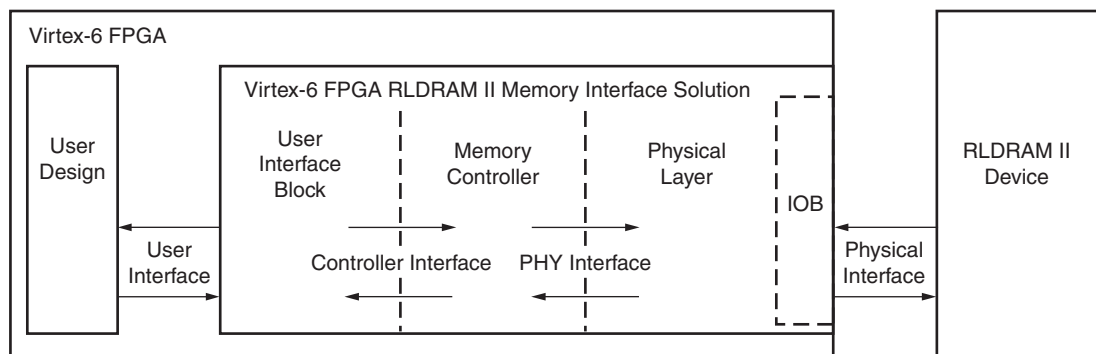 Virtex-6 FPGA
Virtex-6 FPGA RLDRAM II Memory Interface Solution
User
Design
User
Interface
Block
Memory
Controller
Physical
Layer
IOB
RLDRAM II
Device
User
Interface
Controller Interface
PHY Interface
Physical
Interface